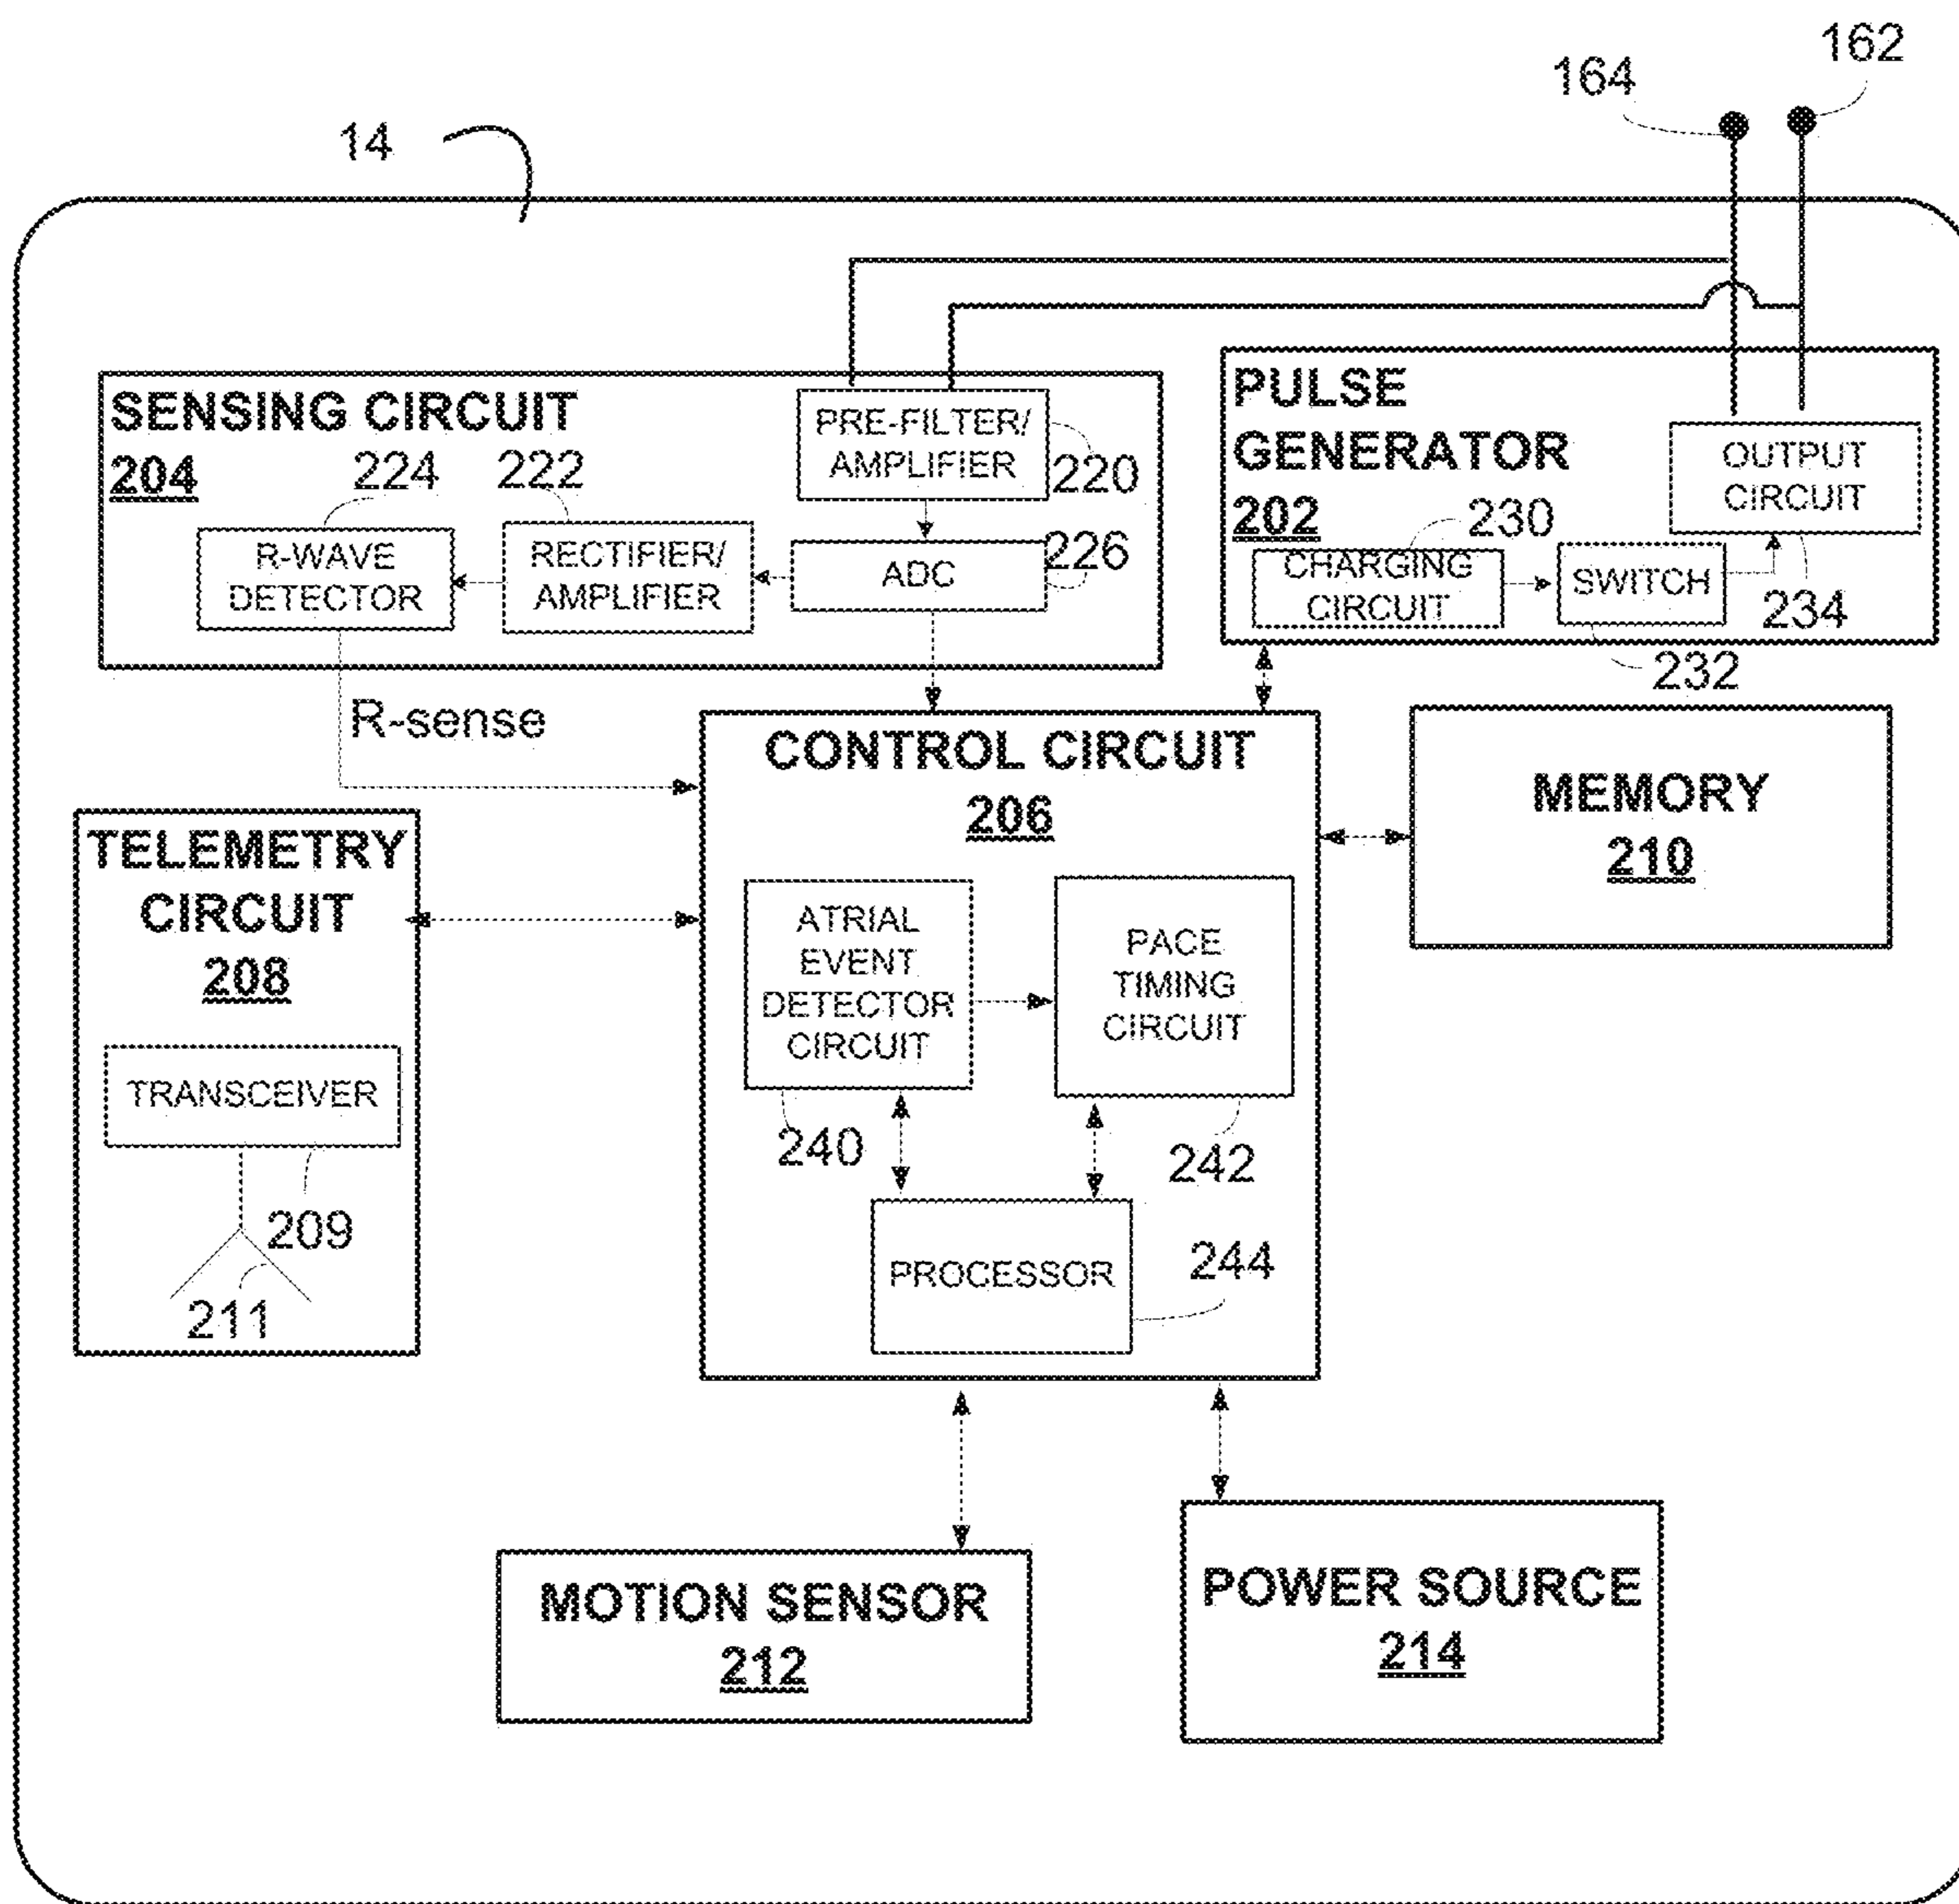 162
164
14
SENSING CIRCUIT
204
224
222
PRE-FILTER/
AMPLIFIER
220
R-WAVE
DETECTOR
RECTIFIER/
AMPLIFIER
ADC
226
PULSE
GENERATOR
202
230
OUTPUT
CIRCUIT
CHARGING
CIRCUIT
SWITCH
234
232
R-sense
CONTROL CIRCUIT
206
MEMORY
210
TELEMETRY
CIRCUIT
208
TRANSCEIVER
209
211
ATRIAL
EVENT
DETECTOR
CIRCUIT
PACE
TIMING
CIRCUIT
240
242
PROCESSOR
244
MOTION SENSOR
212
POWER SOURCE
214